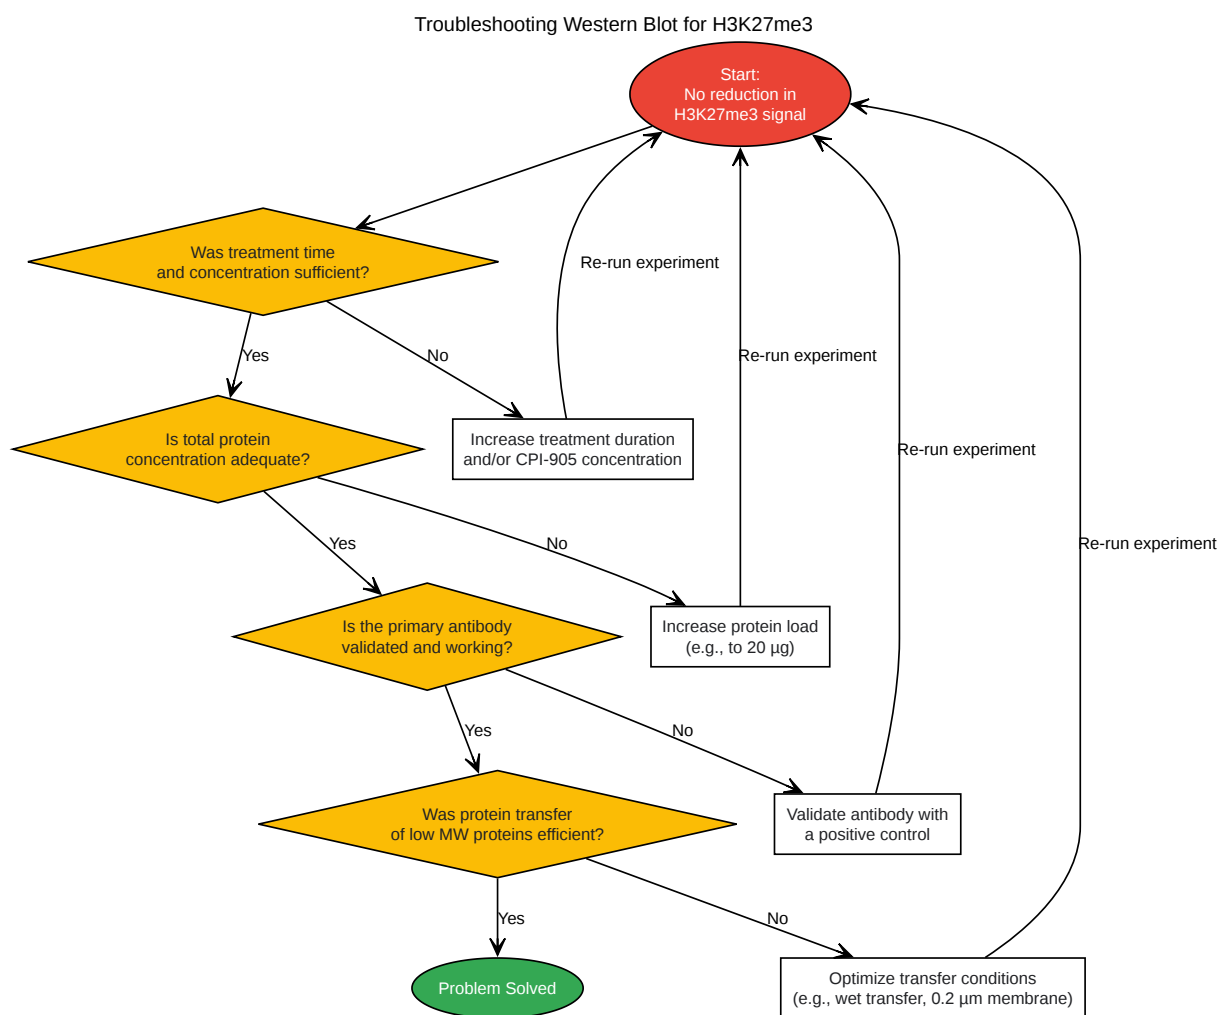 Troubleshooting Western Blot for H3K27me3
Start:
No reduction in
H3K27me3 signal
Was treatment time
and concentration sufficient?
Re-run experiment
Yes
No
Re-run experiment
Is total protein
concentration adequate?
Increase treatment duration
and/or CPI-905 concentration
Re-run experiment
Yes
No
Re-run experiment
Is the primary antibody
validated and working?
Increase protein load
(e.g., to 20 µg)
Yes
No
Was protein transfer
of low MW proteins efficient?
Validate antibody with
a positive control
Yes
No
Problem Solved
Optimize transfer conditions
(e.g., wet transfer, 0.2 µm membrane)